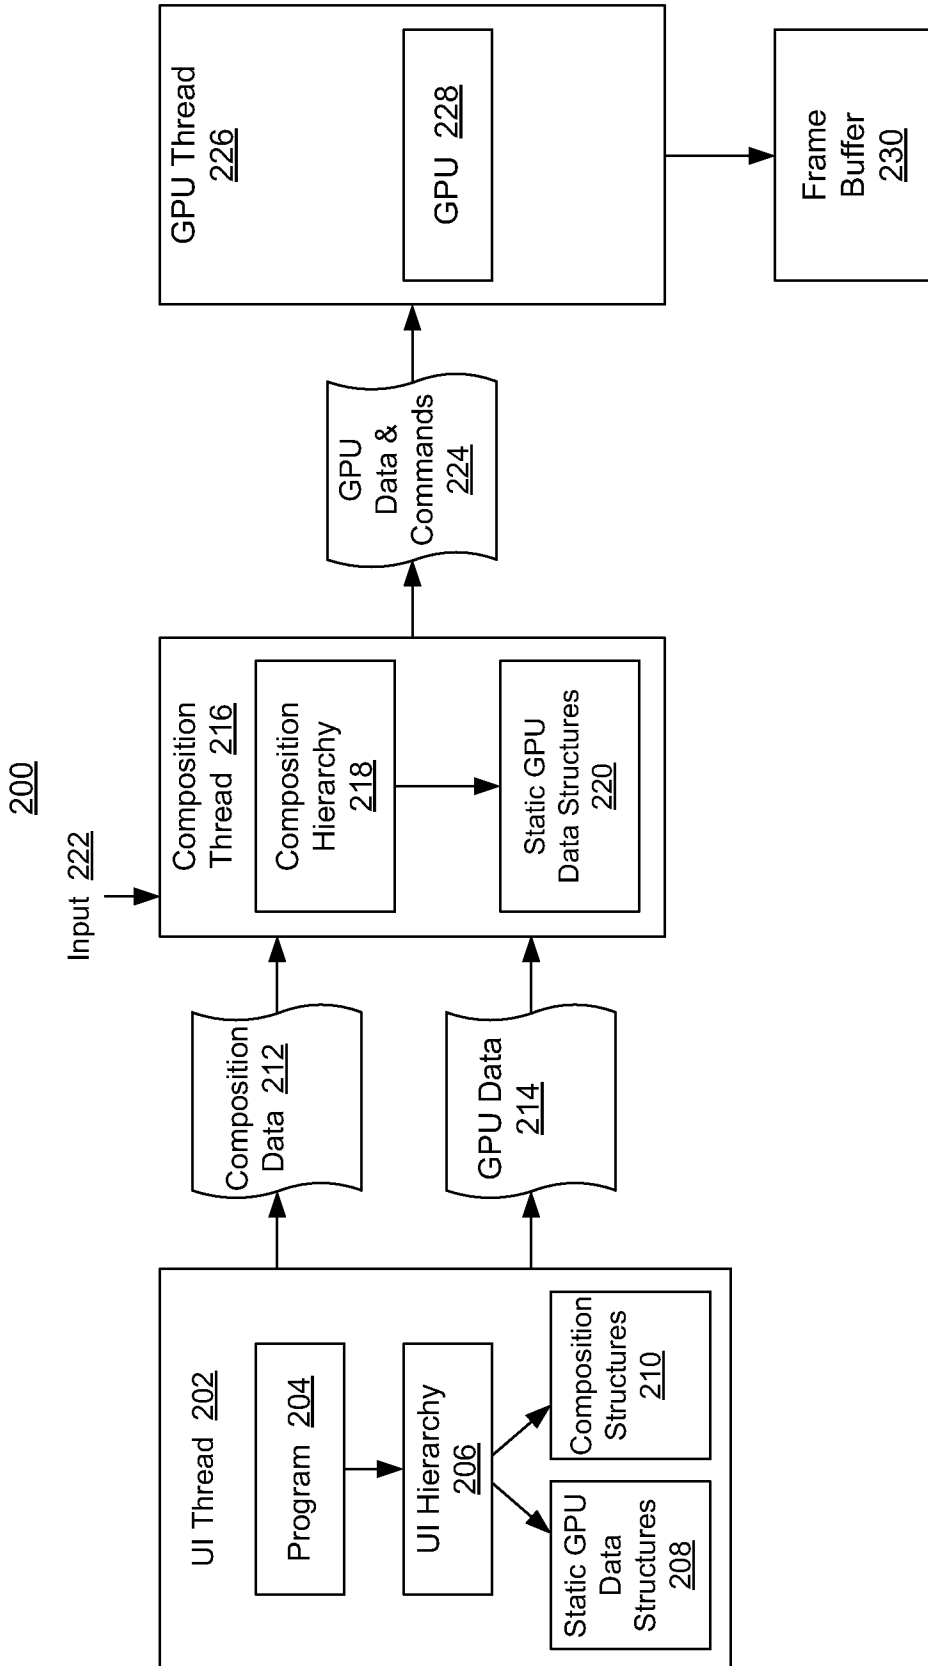 200
UI Thread 202
Program 204
UI Hierarchy
206
Static GPU
Data
Structures
208
Composition
Structures
210
Composition
Data 212
GPU Data
214
Input 222
Composition
Thread 216
Composition
Hierarchy
218
Static GPU
Data Structures
220
GPU
Data &
Commands
224
GPU Thread
226
GPU 228
Frame
Buffer
230